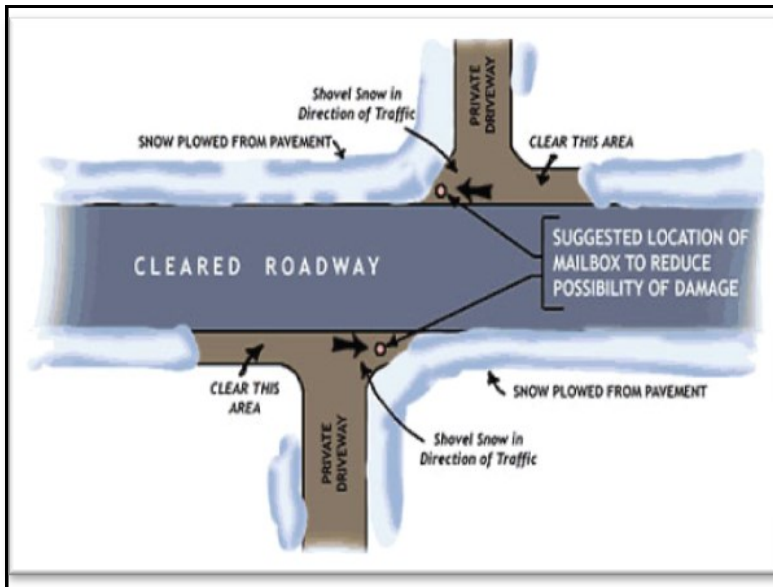 Shovel Snow in
Direction of Traffic
PRIVATE
DRIVEWAY
SNOW PLOWED FROM PAVEMENT
CLEAR THIS AREA
CLEARED ROADWAY
SUGGESTED LOCATION OF
MAILBOX TO REDUCE
POSSIBILITY OF DAMAGE
CLEAR THIS
AREA
SNOW PLOWED FROM PAVEMENT
PRIVATE
DRIVEWAY
Shovel Snow in
Direction of Traffic